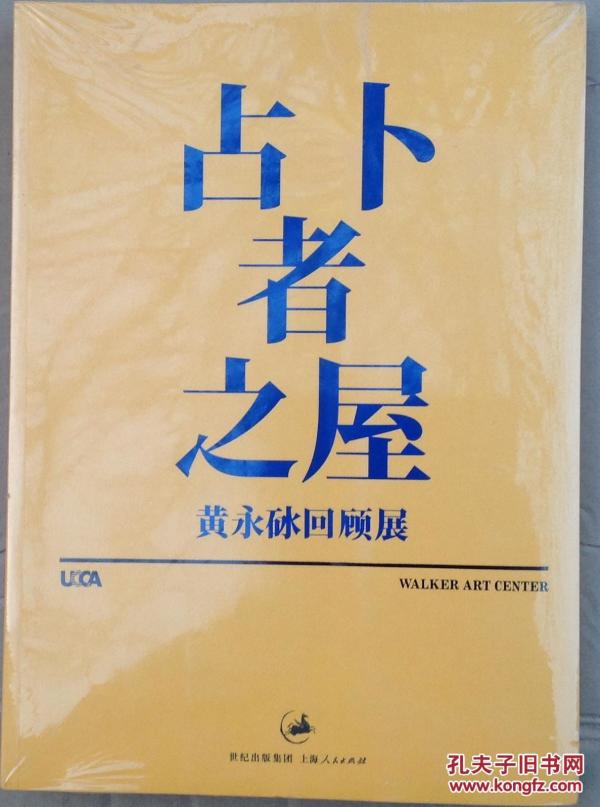 占卜
者
之屋
黄永砅回顾展
UCCA
WALKER ART CENTER
世纪出版集团 上海人民出版社
孔夫子旧书网
www.kongfz.com